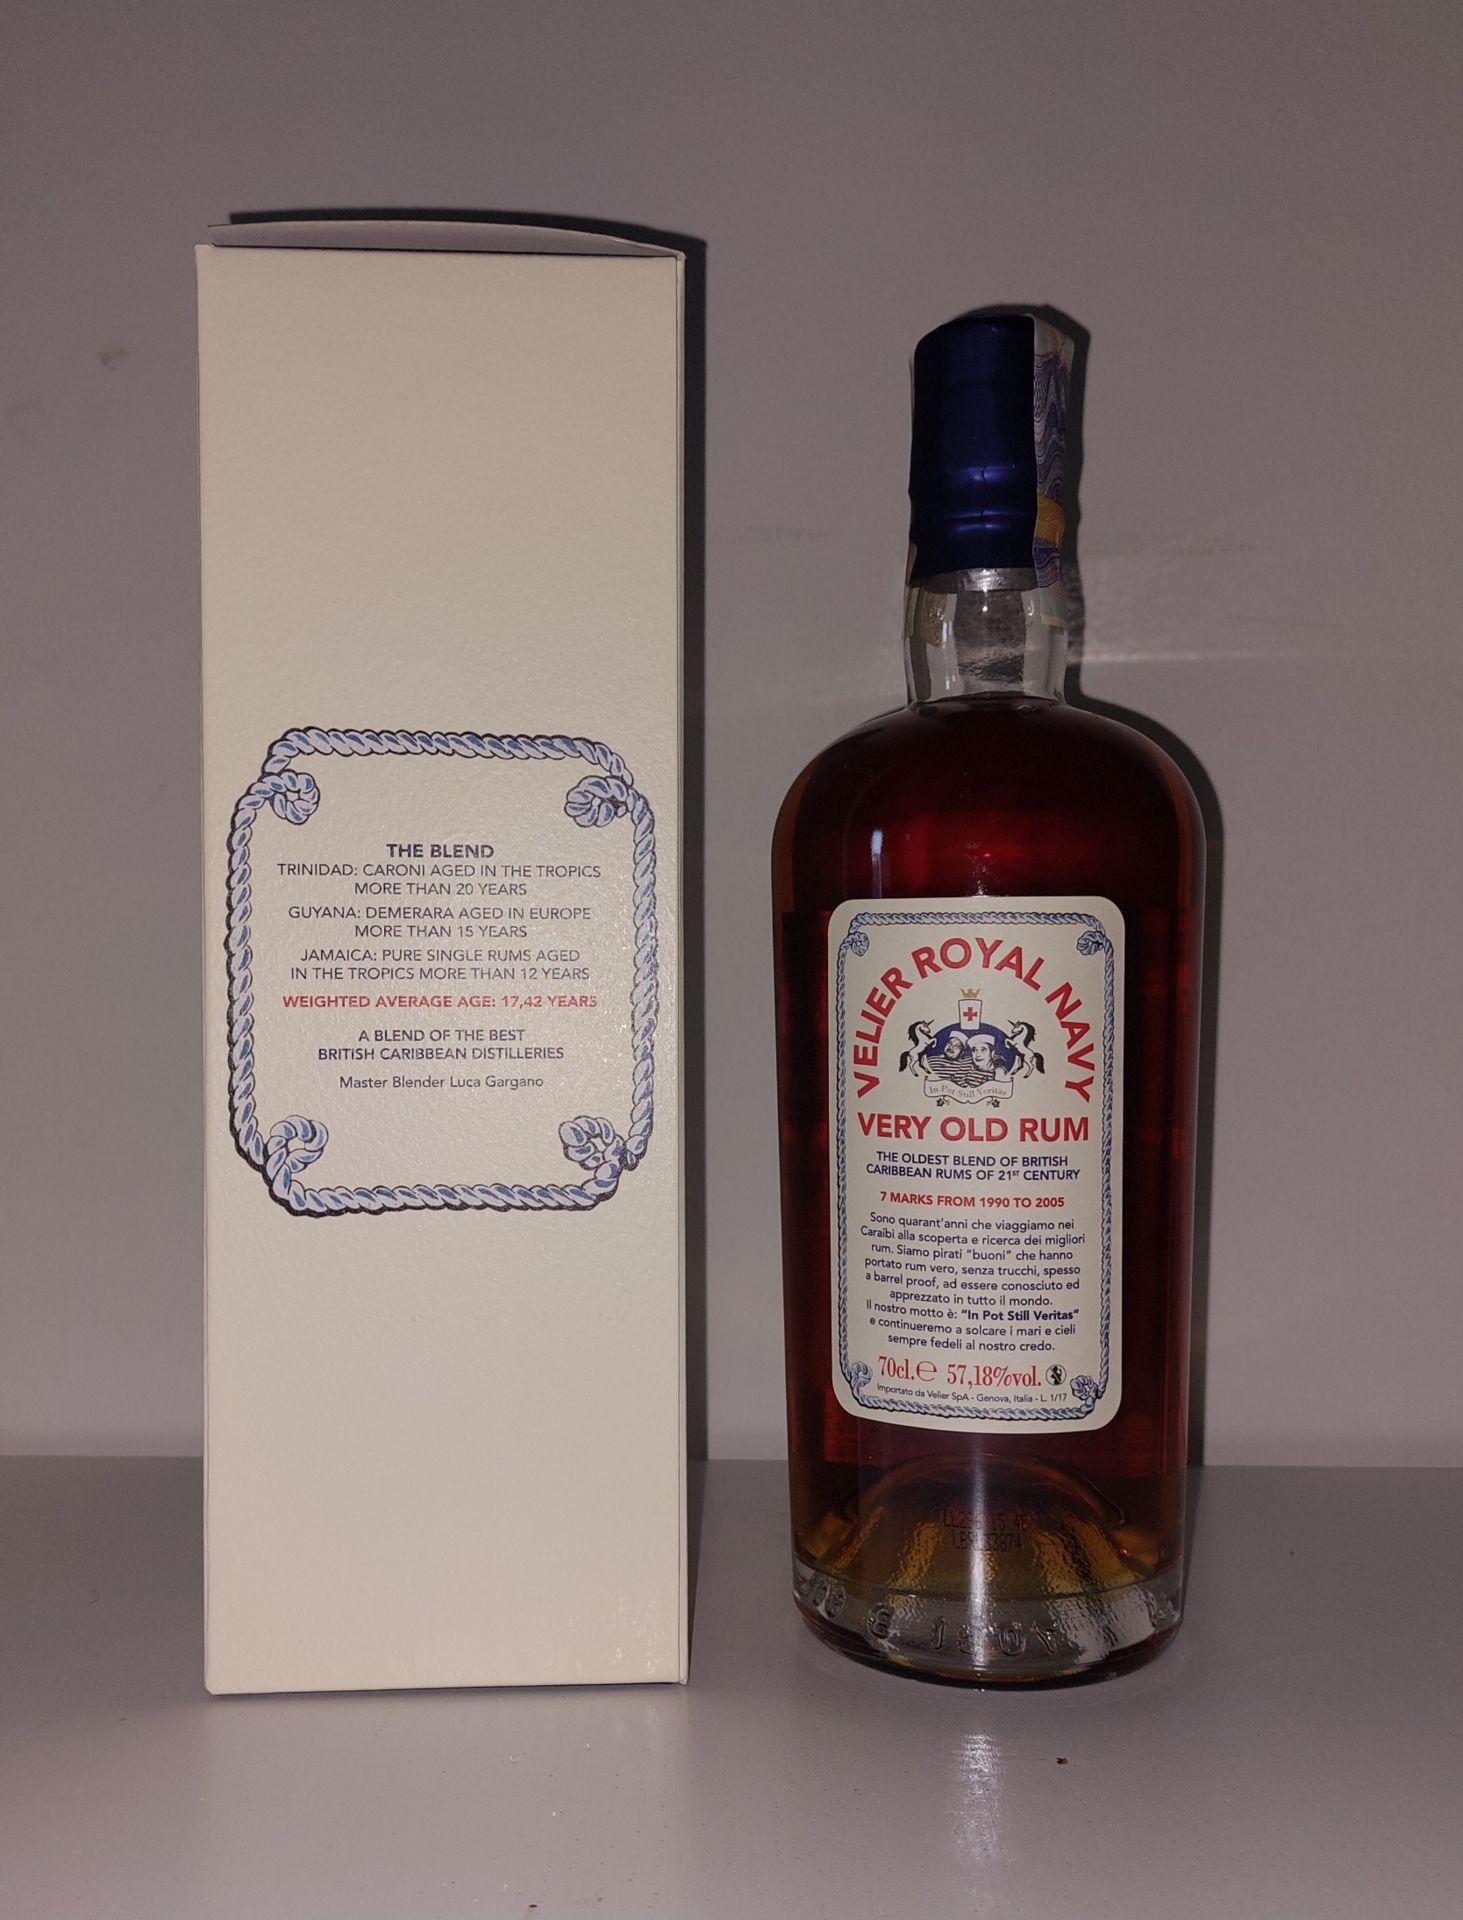 THE BLEND
TRINIDAD: CARONI AGED IN THE TROPICS
MORE THAN 20 YEARS
GUYANA: DEMERARA AGED IN EUROPE
MORE THAN 15 YEARS
JAMAICA: PURE SINGLE RUMS AGED
IN THE TROPICS MORE THAN 12 YEARS
WEIGHTED AVERAGE AGE: 17,42 YEARS
A BLEND OF THE BEST
BRITISH CARIBBEAN DISTILLERIES
Master Blender Luca Gargano
VELIER ROYAL NAVY
In Pot Still Veritas
VERY OLD RUM
THE OLDEST BLEND OF BRITISH
CARIBBEAN RUMS OF 21ST CENTURY
7 MARKS FROM 1990 TO 2005
Sono quarant'anni che viaggiamo nei
Caraibi alla scoperta e ricerca dei migliori
rum. Siamo pirati "buoni" che hanno
portato rum vero, senza trucchi, spesso
a barrel proof, ad essere conosciuto ed
apprezzato in tutto il mondo.
Il nostro motto è: "In Pot Still Veritas"
e continueremo a solcare i mari e cieli
sempre fedeli al nostro credo.
70cl.℮ 57,18%vol.
Importato da Velier SpA - Genova, Italia - L. 1/17